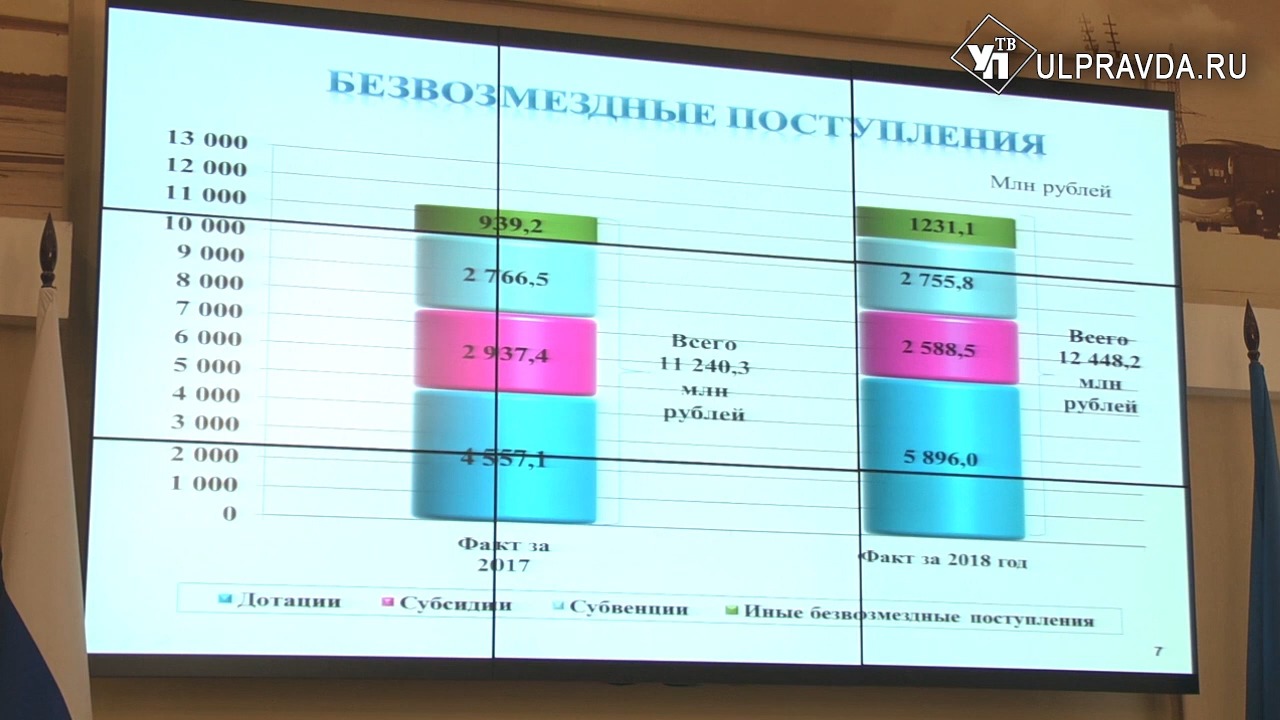 УП ТВ
ULPRAVDA.RU
БЕЗВОЗМЕЗДНЫЕ ПОСТУПЛЕНИЯ
Млн рублей
13 000
12 000
11 000
10 000
9 000
8 000
7 000
6 000
5 000
4 000
3 000
2 000
1 000
0
939,2
2 766,5
2 937,4
4 557,1
Всего
11 240,3
млн
рублей
1231,1
2 755,8
2 588,5
5 896,0
Всего
12 448,2
млн
рублей
Факт за
2017
Факт за 2018 год
Дотации Субсидии Субвенции Иные безвозмездные поступления
7